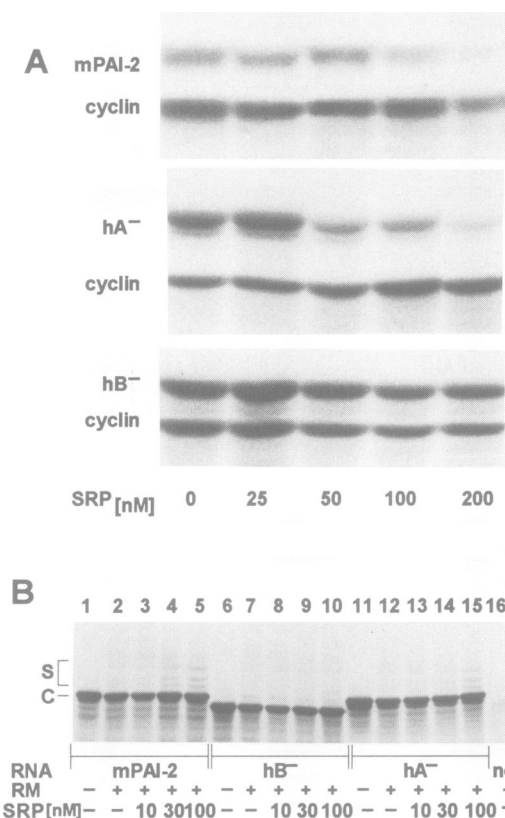 A
mPAI-2
cyclin
hA⁻
cyclin
hB⁻
cyclin
SRP [nM] 0 25 50 100 200
B
1 2 3 4 5 6 7 8 9 10 11 12 13 14 15 16
S
C
RNA mPAI-2 hB⁻ hA⁻
RM – + + + + – + + + + – + + + +
SRP [nM] – – 10 30 100 – – 10 30 100 – – 10 30 100